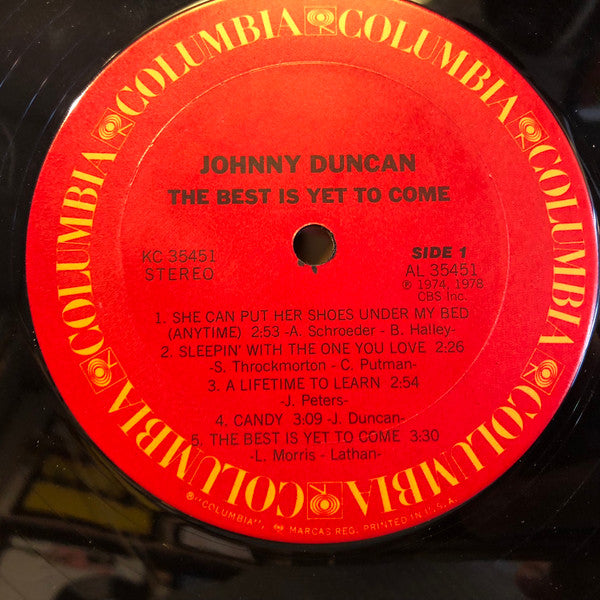 COLUMBIA COLUMBIA COLUMBIA COLUMBIA COLUMBIA COLUMBIA
JOHNNY DUNCAN
THE BEST IS YET TO COME
KC 35451
STEREO
SIDE 1
AL 35451
℗ 1974, 1978
CBS Inc.
1. SHE CAN PUT HER SHOES UNDER MY BED
(ANYTIME) 2:53 -A. Schroeder - B. Halley-
2. SLEEPIN' WITH THE ONE YOU LOVE 2:26
-S. Throckmorton - C. Putman-
3. A LIFETIME TO LEARN 2:54
-J. Peters-
4. CANDY 3:09 -J. Duncan-
5. THE BEST IS YET TO COME 3:30
-L. Morris - Lathan-
®"COLUMBIA", MARCAS REG. PRINTED IN U.S.A.